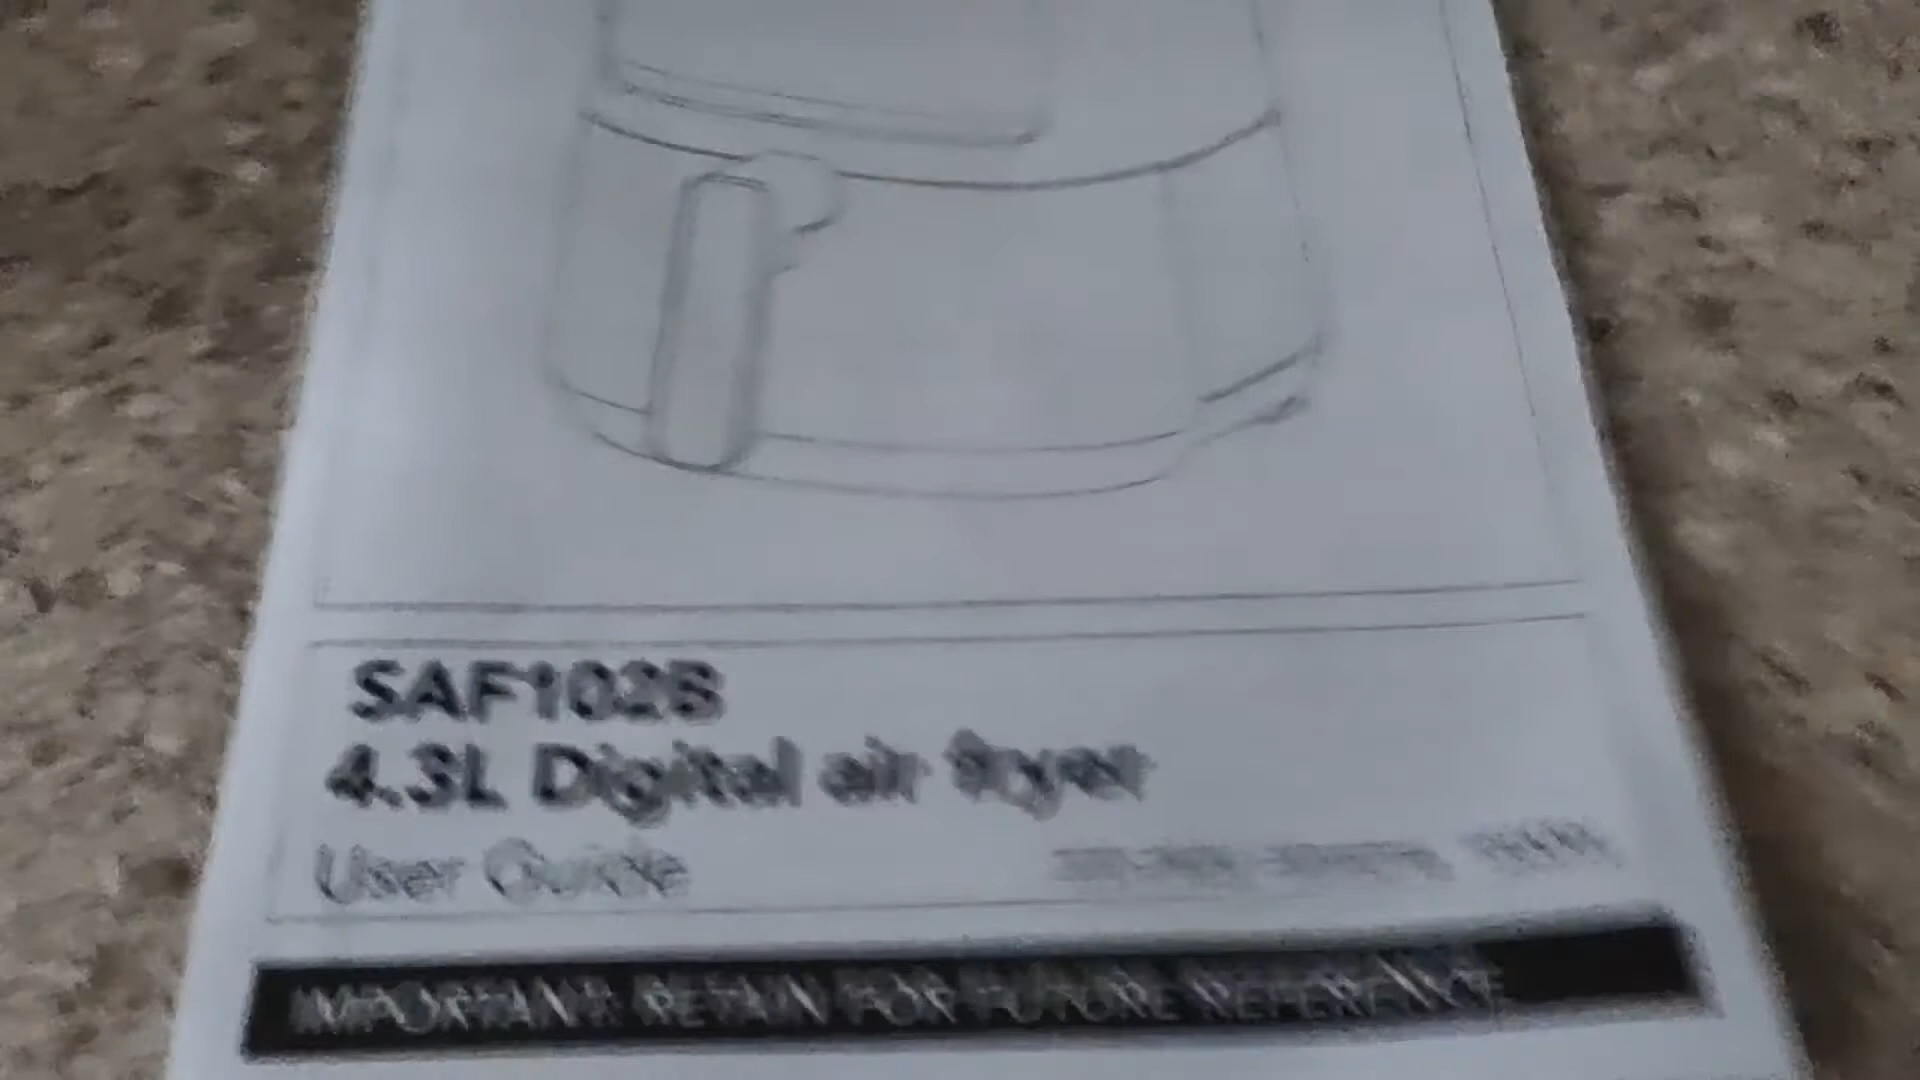 SAF102B
4.3L Digital air fryer
User Guide
IMPORTANT: RETAIN FOR FUTURE REFERENCE